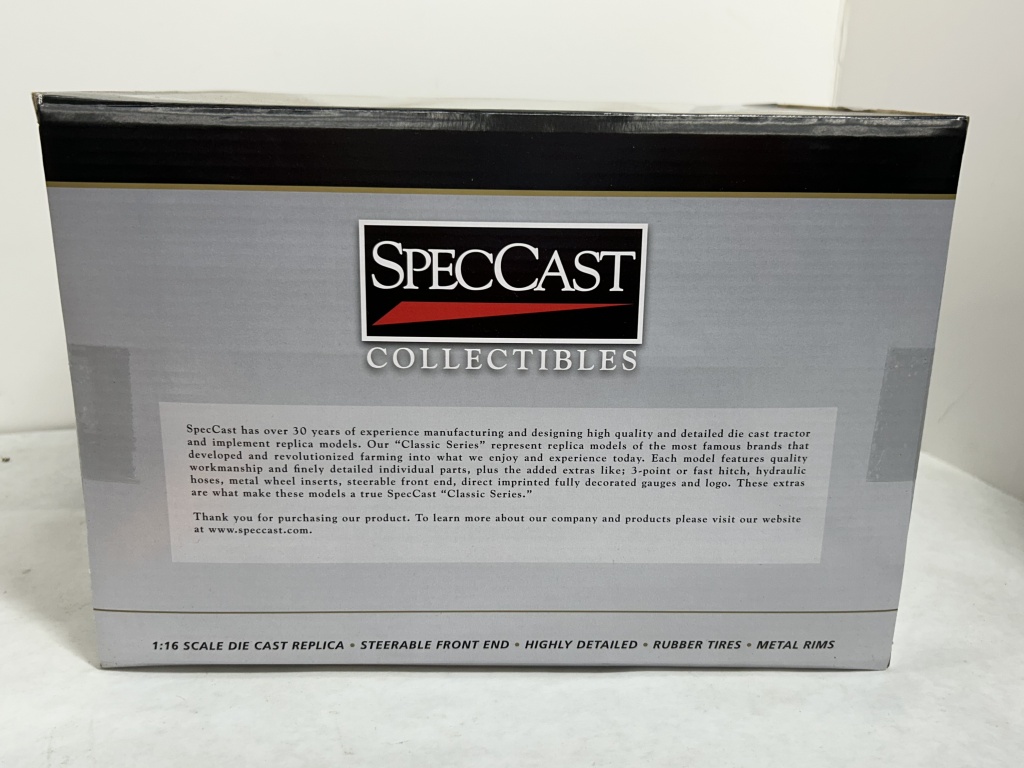 SPECCAST
COLLECTIBLES
SpecCast has over 30 years of experience manufacturing and designing high quality and detailed die cast tractor
and implement replica models. Our “Classic Series” represent replica models of the most famous brands that
developed and revolutionized farming into what we enjoy and experience today. Each model features quality
workmanship and finely detailed individual parts, plus the added extras like; 3-point or fast hitch, hydraulic
hoses, metal wheel inserts, steerable front end, direct imprinted fully decorated gauges and logo. These extras
are what make these models a true SpecCast “Classic Series.”
Thank you for purchasing our product. To learn more about our company and products please visit our website
at www.speccast.com.
1:16 SCALE DIE CAST REPLICA • STEERABLE FRONT END • HIGHLY DETAILED • RUBBER TIRES • METAL RIMS